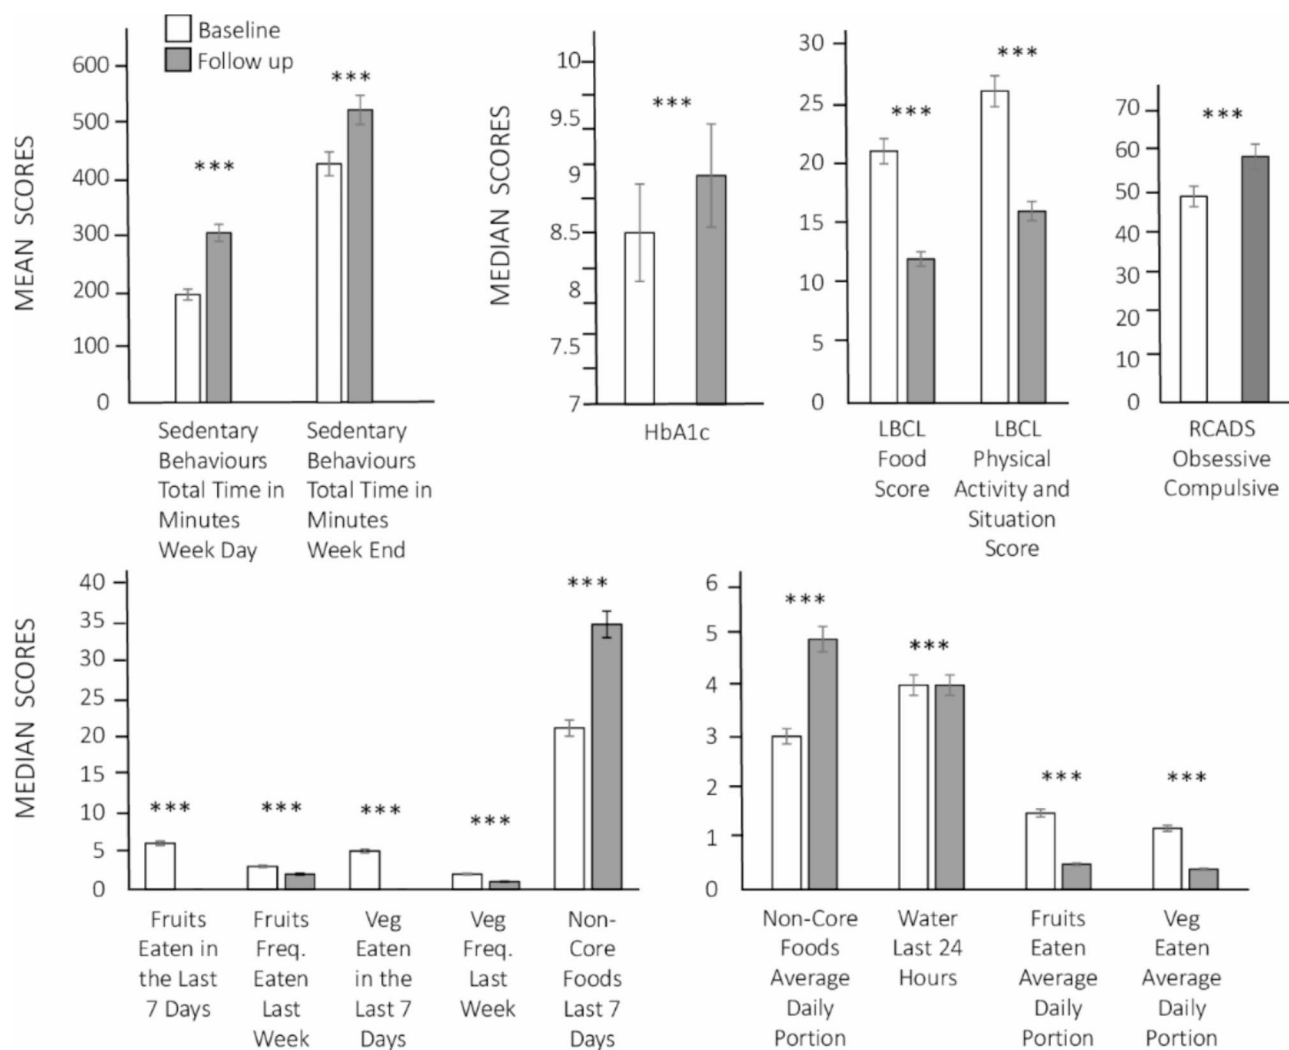 Baseline
Follow up
MEAN SCORES
600
500
400
300
200
100
0
***
***
Sedentary
Behaviours
Total Time in
Minutes
Week Day
Sedentary
Behaviours
Total Time in
Minutes
Week End
MEDIAN SCORES
10
9.5
9
8.5
8
7.5
7
***
HbA1c
30
25
20
15
10
5
0
***
***
LBCL
Food
Score
LBCL
Physical
Activity and
Situation
Score
70
60
50
40
30
20
10
0
***
RCADS
Obsessive
Compulsive
MEDIAN SCORES
40
35
30
25
20
15
10
5
0
***
***
***
***
***
Fruits
Eaten in
the Last
7 Days
Fruits
Freq.
Eaten
Last
Week
Veg
Eaten
in the
Last 7
Days
Veg
Freq.
Last
Week
Non-
Core
Foods
Last 7
Days
6
5
4
3
2
1
0
***
***
***
***
Non-Core
Foods
Average
Daily
Portion
Water
Last 24
Hours
Fruits
Eaten
Average
Daily
Portion
Veg
Eaten
Average
Daily
Portion